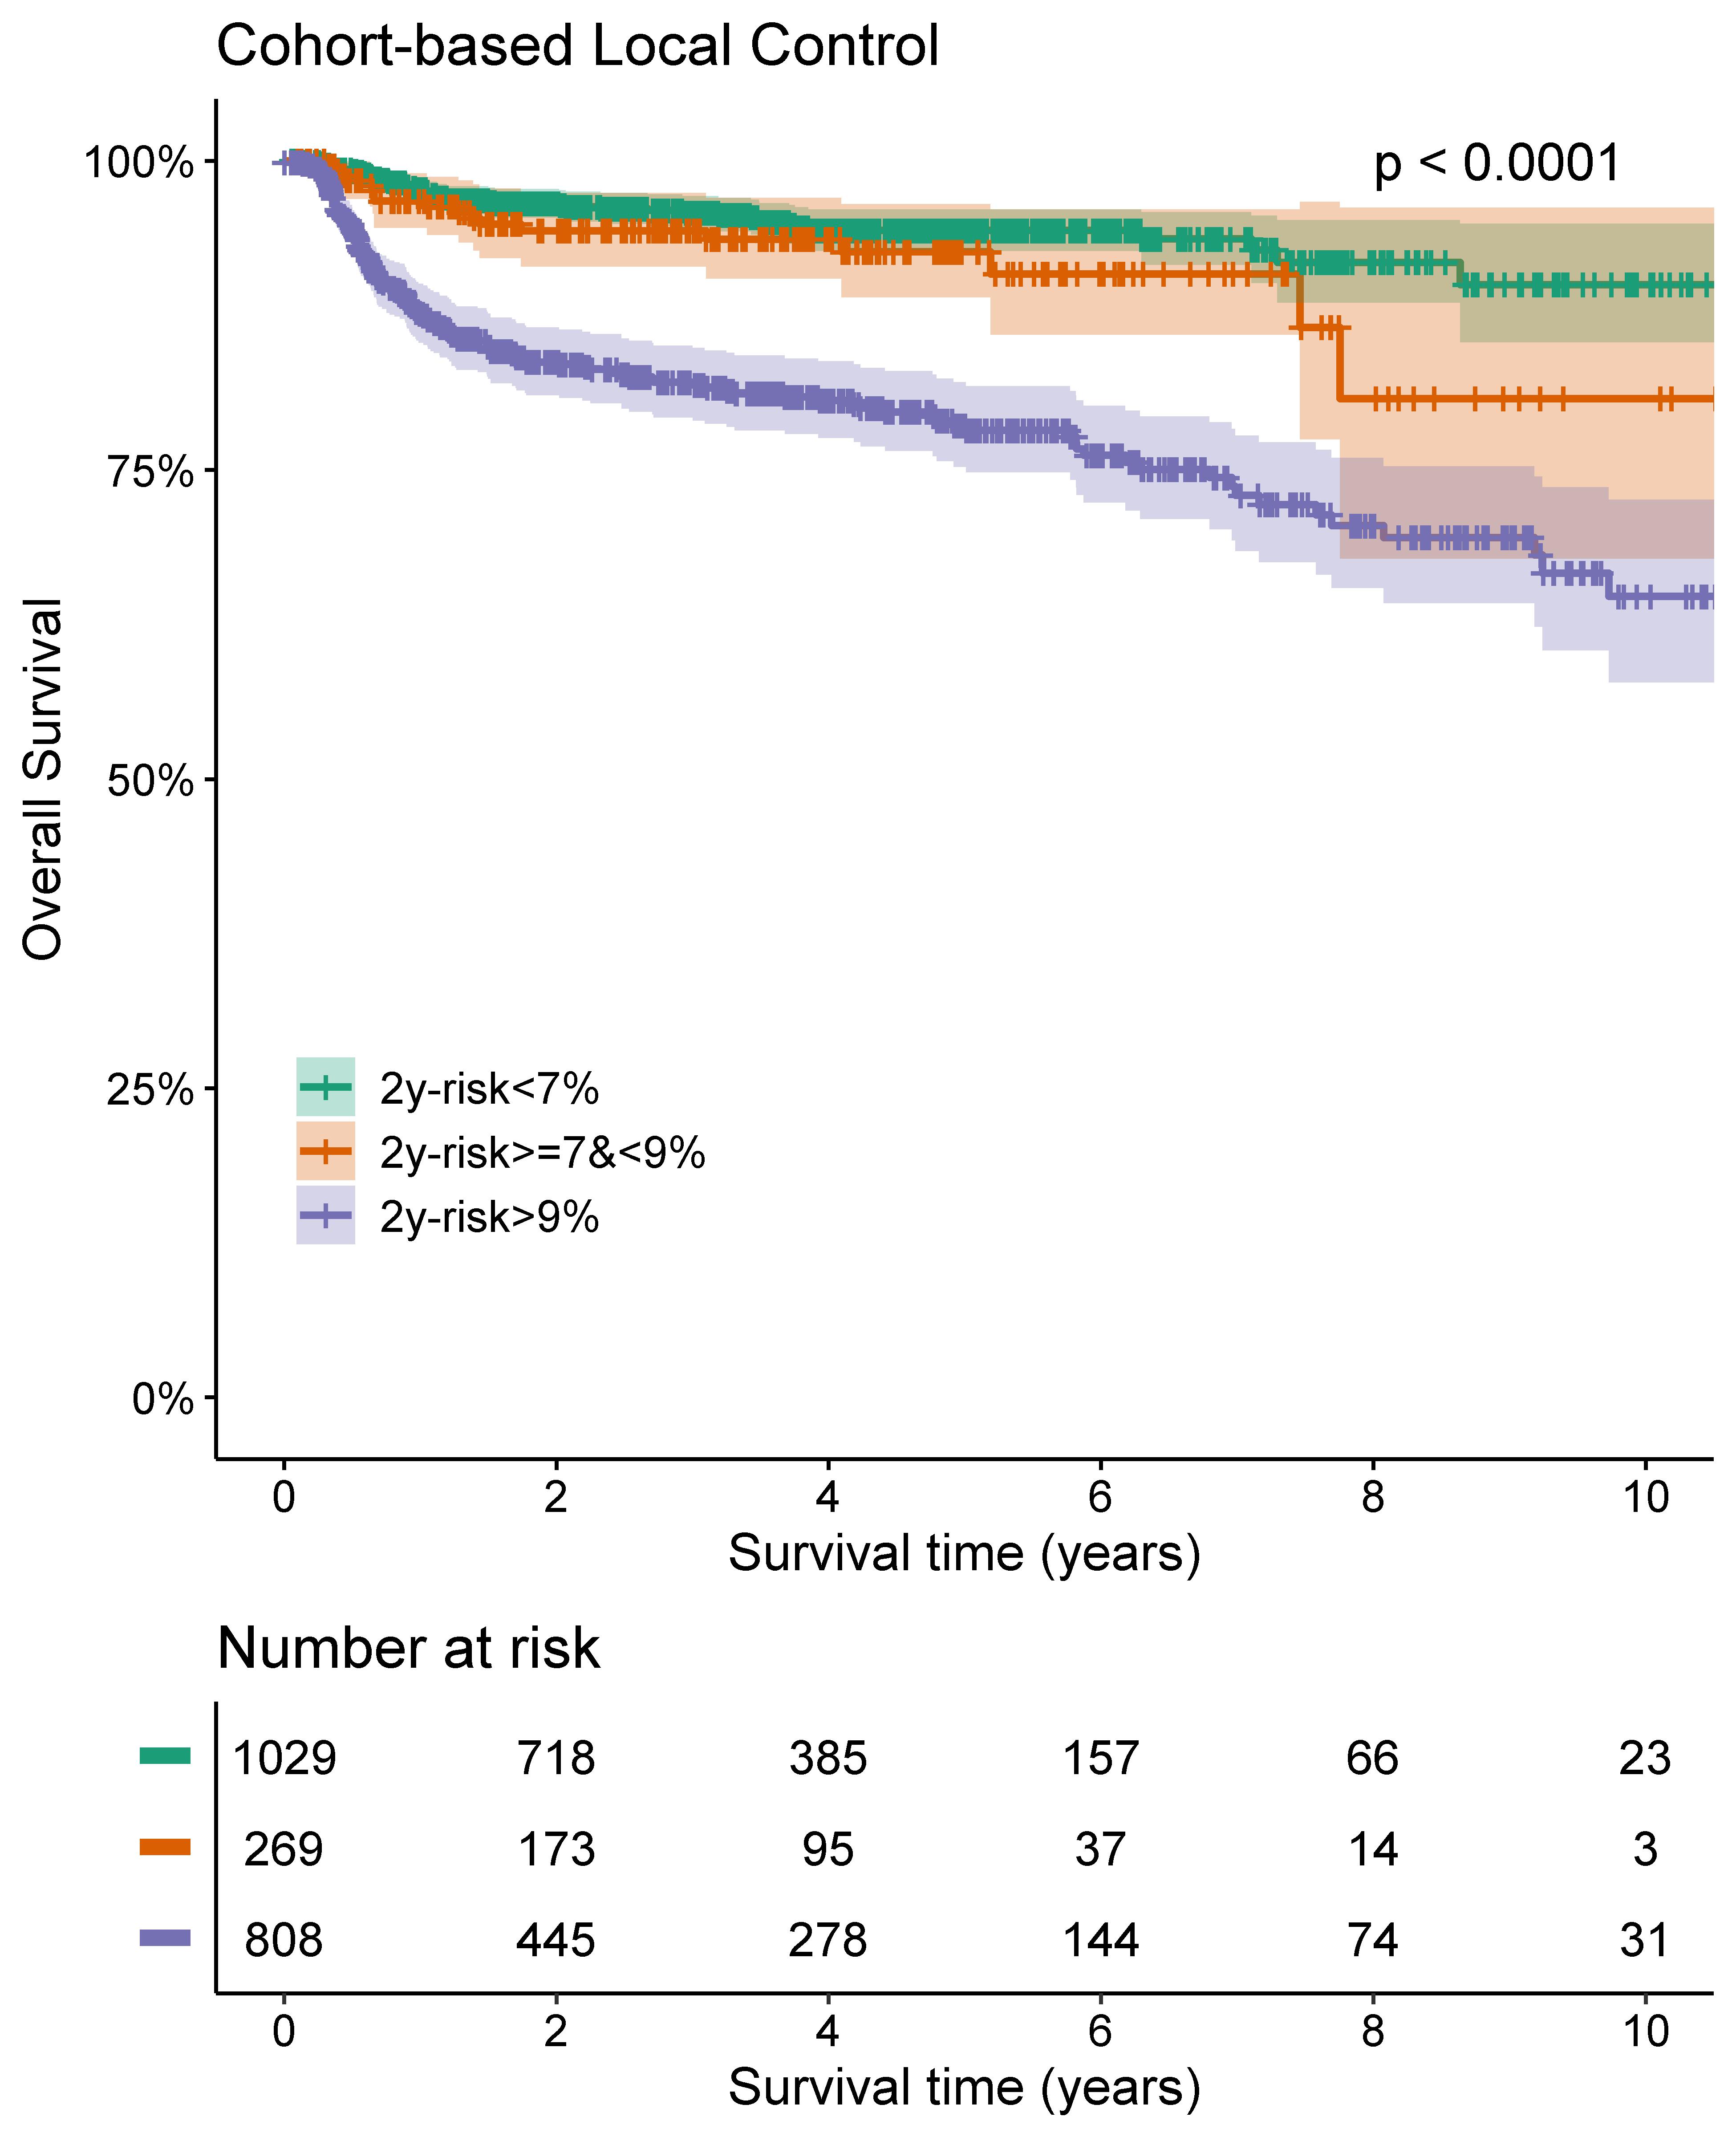 Cohort-based Local Control
p < 0.0001
100%
75%
50%
25%
0%
Overall Survival
2y-risk<7%
2y-risk>=7&<9%
2y-risk>9%
0 2 4 6 8 10
Survival time (years)
Number at risk
1029 718 385 157 66 23
269 173 95 37 14 3
808 445 278 144 74 31
0 2 4 6 8 10
Survival time (years)